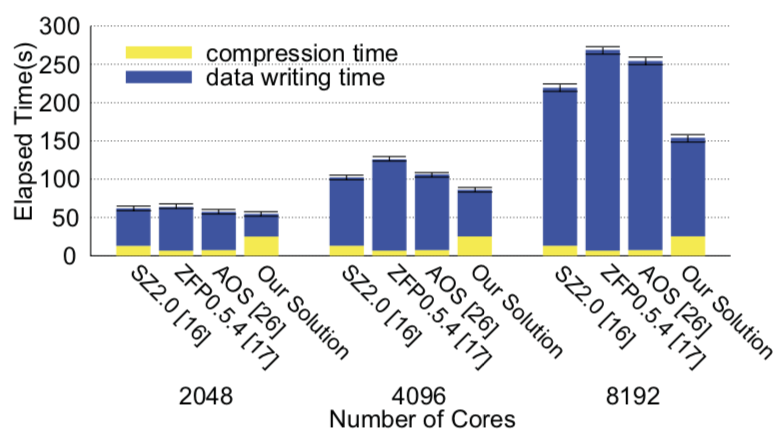 300
250
200
150
100
50
0
Elapsed Time(s)
compression time
data writing time
SZ2.0 [16]
ZFP0.5.4 [17]
AOS [26]
Our Solution
SZ2.0 [16]
ZFP0.5.4 [17]
AOS [26]
Our Solution
SZ2.0 [16]
ZFP0.5.4 [17]
AOS [26]
Our Solution
2048 4096 8192
Number of Cores